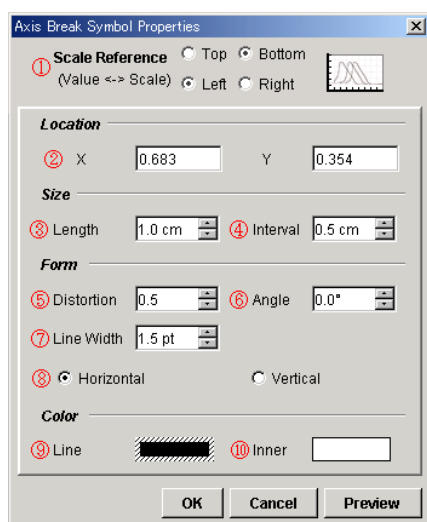 Axis Break Symbol Properties
① Scale Reference Top Bottom
(Value <-> Scale) Left Right
Location
② X 0.683 Y 0.354
Size
③ Length 1.0 cm ④ Interval 0.5 cm
Form
⑤ Distortion 0.5 ⑥ Angle 0.0°
⑦ Line Width 1.5 pt
⑧ Horizontal Vertical
Color
⑨ Line ⑩ Inner
OK Cancel Preview